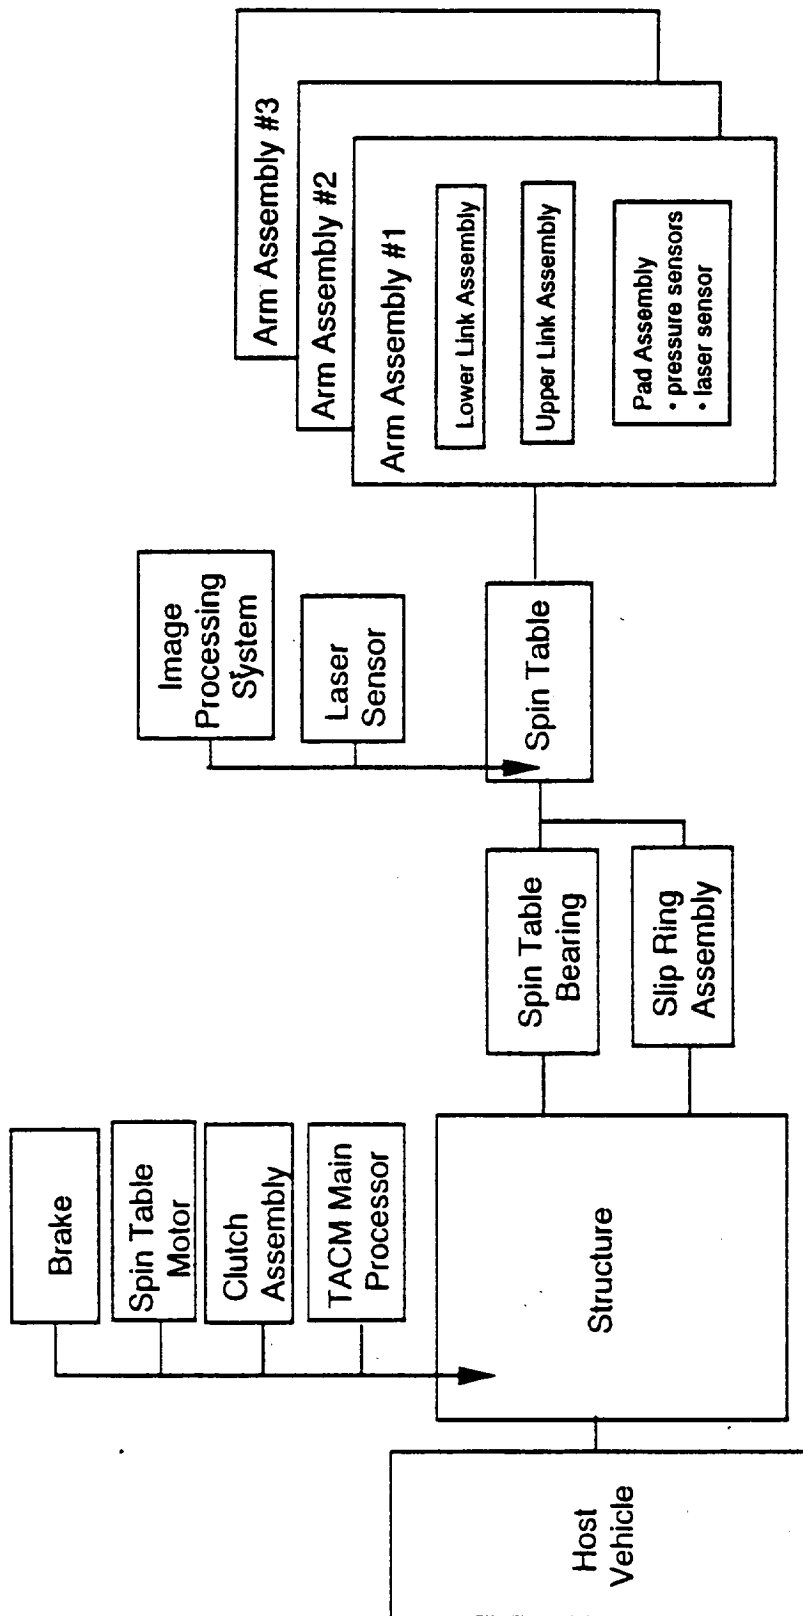 Host
Vehicle
Brake
Spin Table
Motor
Clutch
Assembly
TACM Main
Processor
Structure
Spin Table
Bearing
Slip Ring
Assembly
Image
Processing
System
Laser
Sensor
Spin Table
Arm Assembly #3
Arm Assembly #2
Arm Assembly #1
Lower Link Assembly
Upper Link Assembly
Pad Assembly
• pressure sensors
• laser sensor